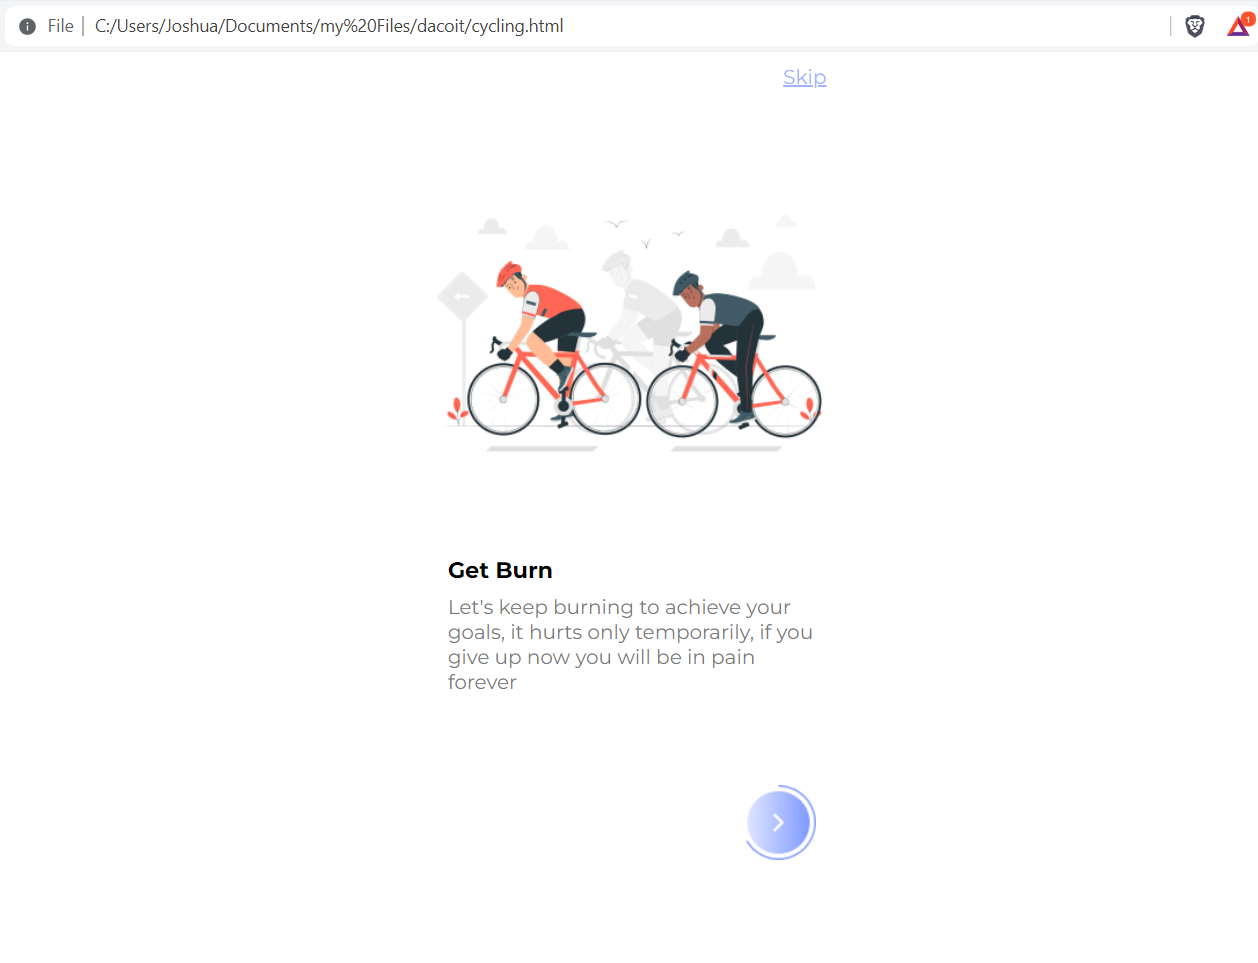 File | C:/Users/Joshua/Documents/my%20Files/dacoit/cycling.html
1
Skip
Get Burn
Let's keep burning to achieve your
goals, it hurts only temporarily, if you
give up now you will be in pain
forever